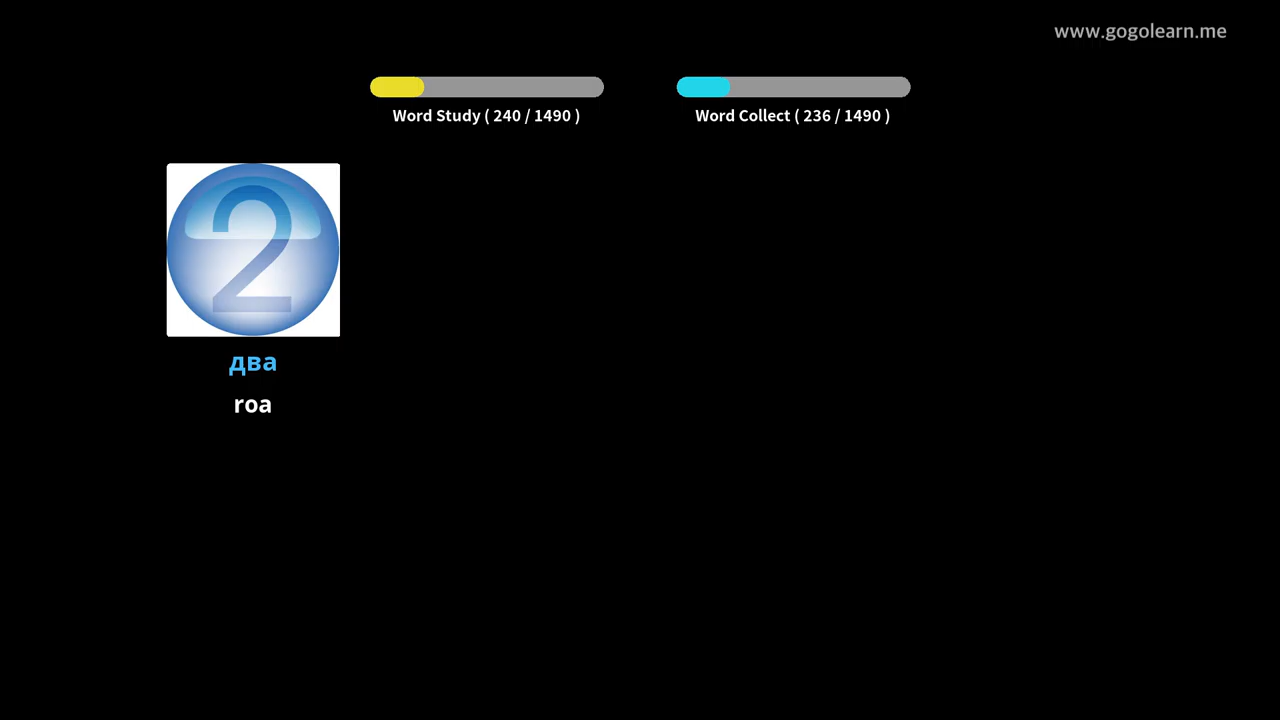 www.gogolearn.me
Word Study ( 240 / 1490 )
Word Collect ( 236 / 1490 )
2
два
roa